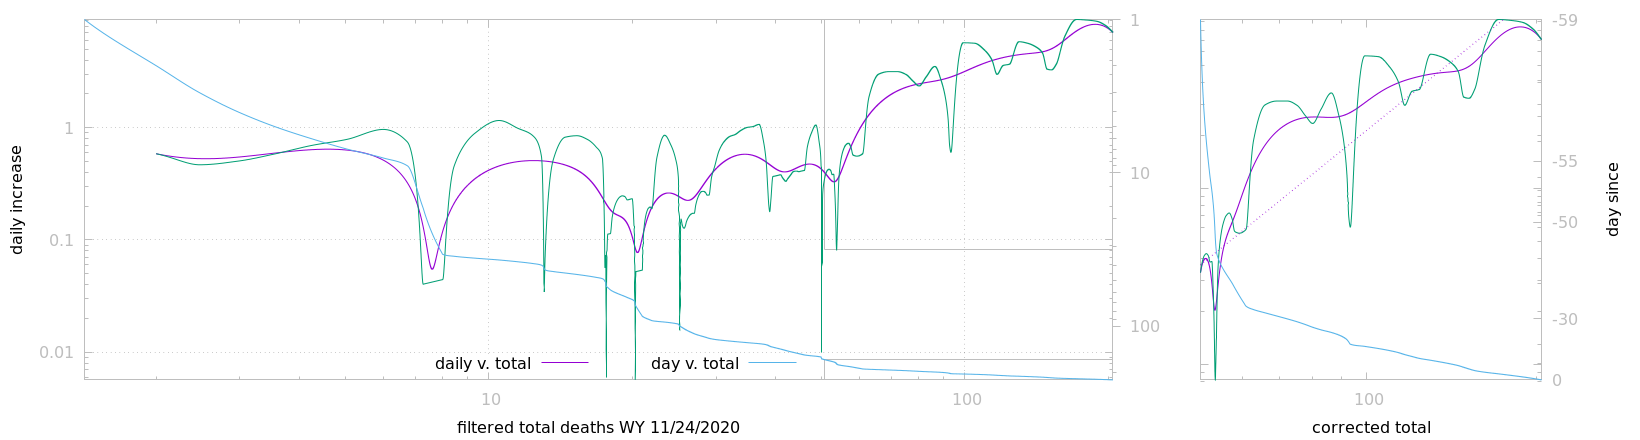 1
0.1
0.01
daily increase
10
100
filtered total deaths WY 11/24/2020
daily v. total
day v. total
1
10
100
100
corrected total
-59
-55
-50
-30
0
day since